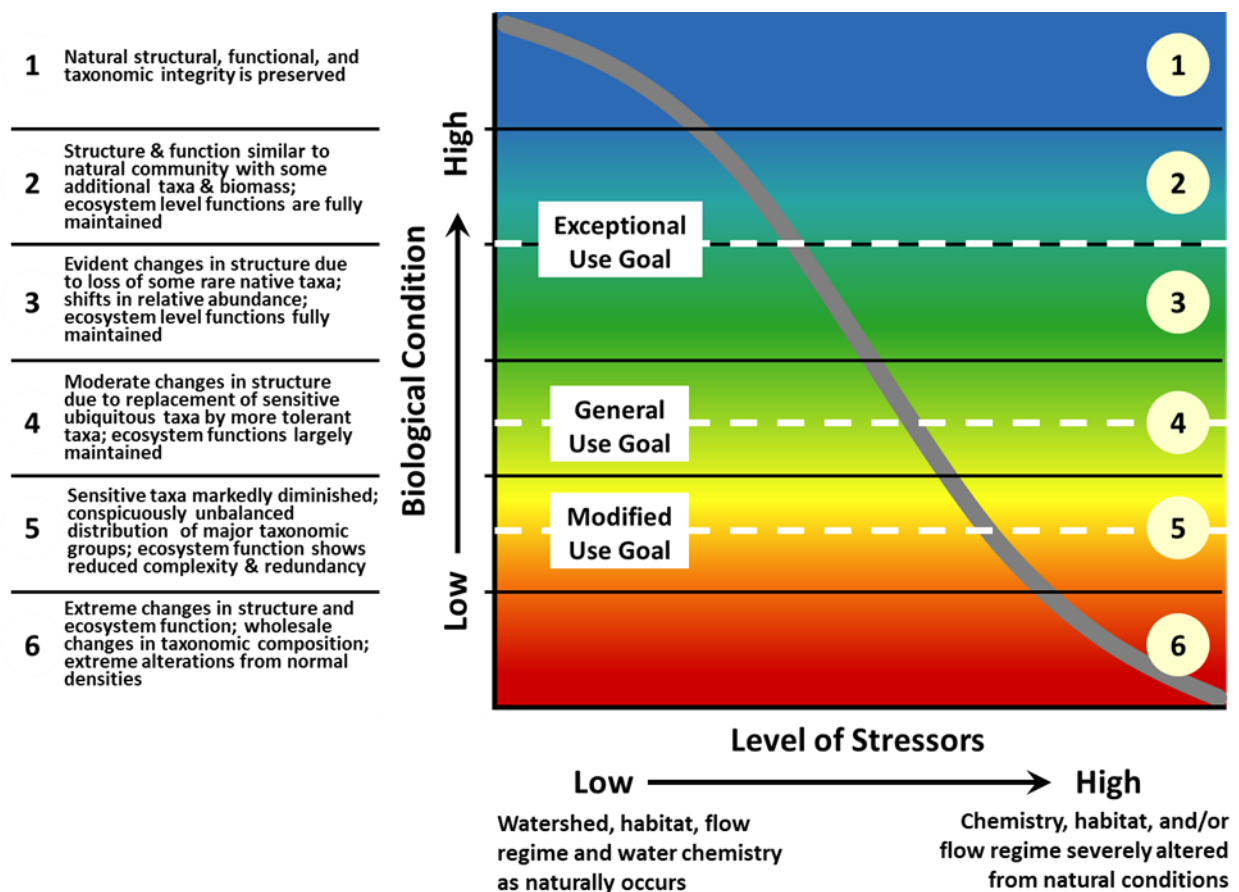 1
Natural structural, functional, and
taxonomic integrity is preserved
2
Structure & function similar to
natural community with some
additional taxa & biomass;
ecosystem level functions are fully
maintained
3
Evident changes in structure due
to loss of some rare native taxa;
shifts in relative abundance;
ecosystem level functions fully
maintained
4
Moderate changes in structure
due to replacement of sensitive
ubiquitous taxa by more tolerant
taxa; ecosystem functions largely
maintained
5
Sensitive taxa markedly diminished;
conspicuously unbalanced
distribution of major taxonomic
groups; ecosystem function shows
reduced complexity & redundancy
6
Extreme changes in structure and
ecosystem function; wholesale
changes in taxonomic composition;
extreme alterations from normal
densities
High
Biological Condition
Low
Exceptional
Use Goal
General
Use Goal
Modified
Use Goal
1
2
3
4
5
6
Level of Stressors
Low
High
Watershed, habitat, flow
regime and water chemistry
as naturally occurs
Chemistry, habitat, and/or
flow regime severely altered
from natural conditions